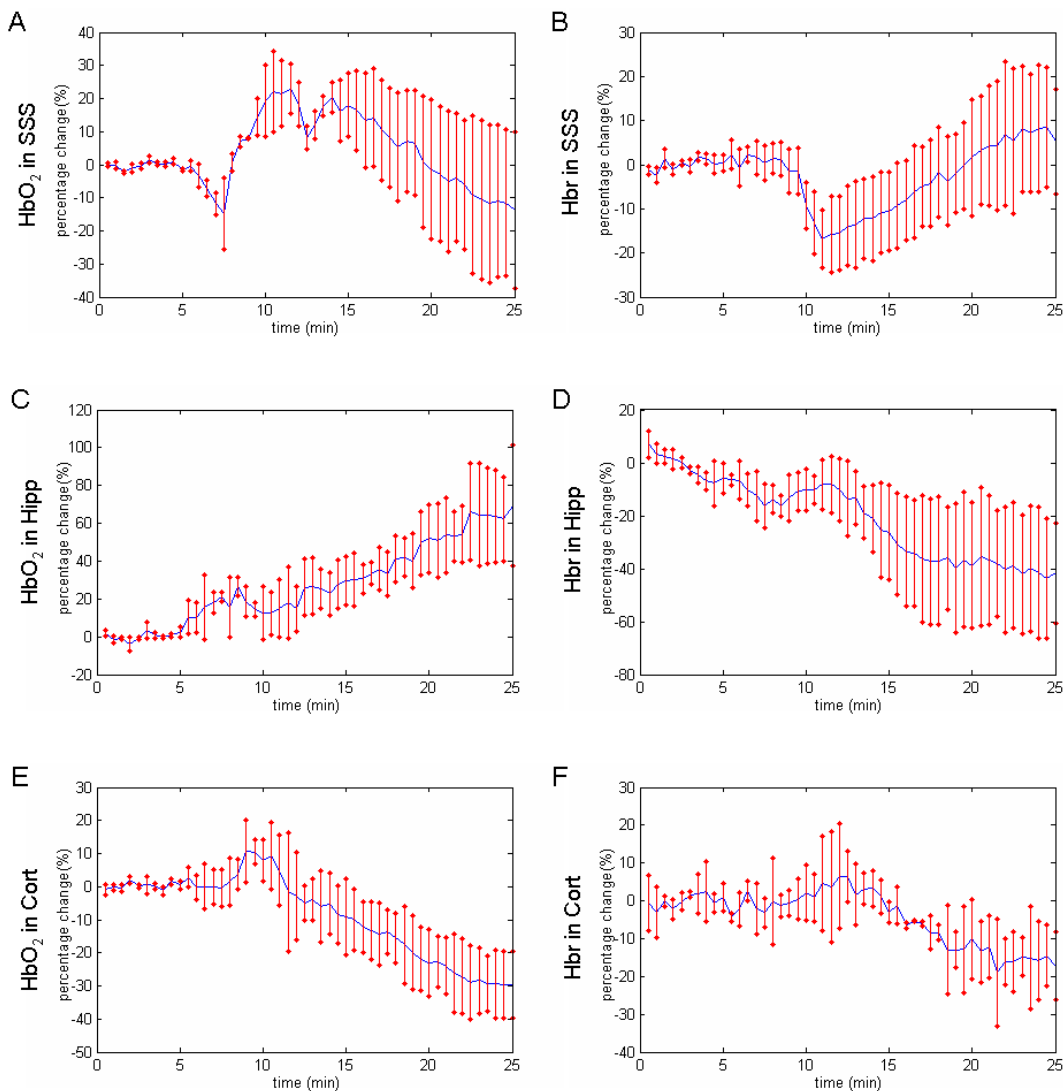 A
HbO2 in SSS
percentage change(%)
40
30
20
10
0
-10
-20
-30
-40
0 5 10 15 20 25
time (min)
B
Hbr in SSS
percentage change(%)
30
20
10
0
-10
-20
-30
0 5 10 15 20 25
time (min)
C
HbO2 in Hipp
percentage change(%)
120
100
80
60
40
20
0
-20
0 5 10 15 20 25
time (min)
D
Hbr in Hipp
percentage change(%)
20
0
-20
-40
-60
-80
0 5 10 15 20 25
time (min)
E
HbO2 in Cort
percentage change(%)
30
20
10
0
-10
-20
-30
-40
-50
0 5 10 15 20 25
time (min)
F
Hbr in Cort
percentage change(%)
30
20
10
0
-10
-20
-30
-40
0 5 10 15 20 25
time (min)